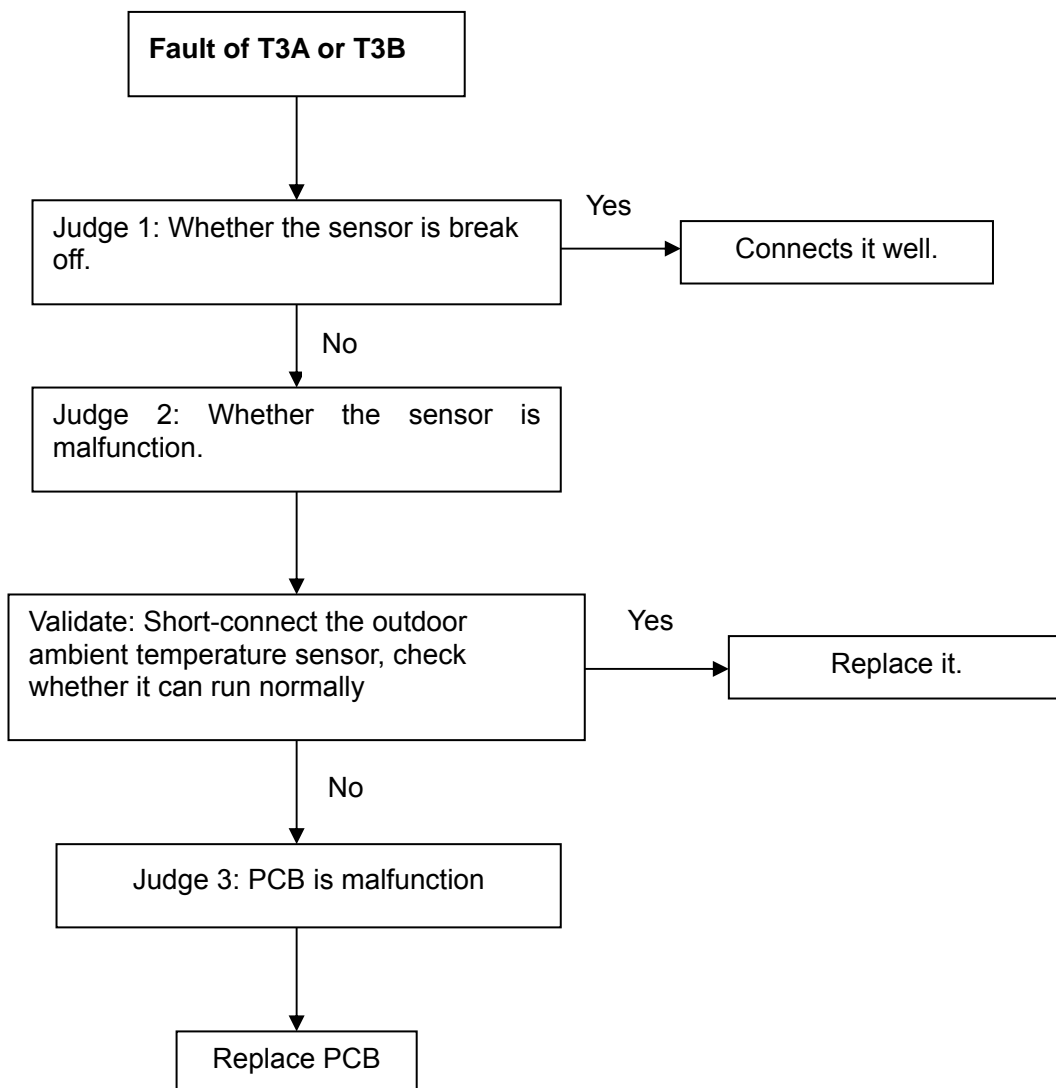 Fault of T3A or T3B
Judge 1: Whether the sensor is break
off.
Yes
Connects it well.
No
Judge 2: Whether the sensor is
malfunction.
Validate: Short-connect the outdoor
ambient temperature sensor, check
whether it can run normally
Yes
Replace it.
No
Judge 3: PCB is malfunction
Replace PCB